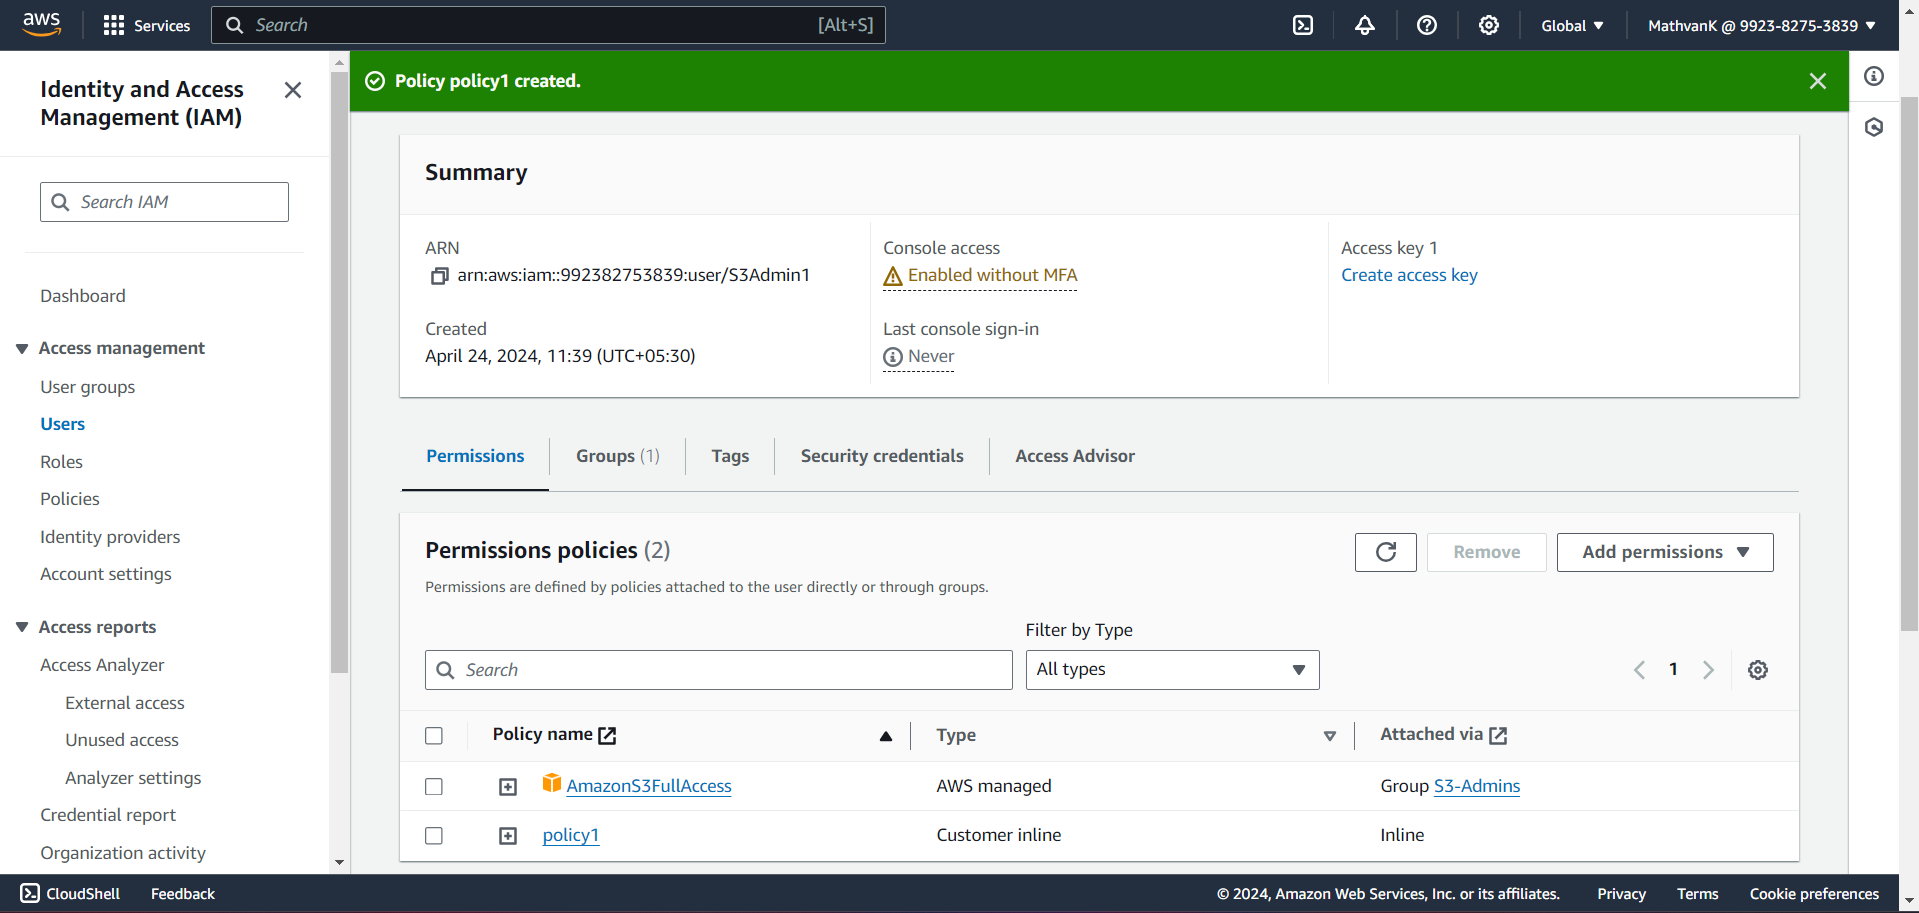 aws
Services
Search
[Alt+S]
Global
MathvanK @ 9923-8275-3839
Identity and Access
Management (IAM)
Search IAM
Dashboard
Access management
User groups
Users
Roles
Policies
Identity providers
Account settings
Access reports
Access Analyzer
External access
Unused access
Analyzer settings
Credential report
Organization activity
Policy policy1 created.
Summary
ARN
arn:aws:iam::992382753839:user/S3Admin1
Created
April 24, 2024, 11:39 (UTC+05:30)
Console access
Enabled without MFA
Last console sign-in
Never
Access key 1
Create access key
Permissions
Groups (1)
Tags
Security credentials
Access Advisor
Permissions policies (2)
Remove
Add permissions
Permissions are defined by policies attached to the user directly or through groups.
Filter by Type
Search
All types
1
Policy name
Type
Attached via
AmazonS3FullAccess
AWS managed
Group S3-Admins
policy1
Customer inline
Inline
CloudShell
Feedback
© 2024, Amazon Web Services, Inc. or its affiliates.
Privacy
Terms
Cookie preferences